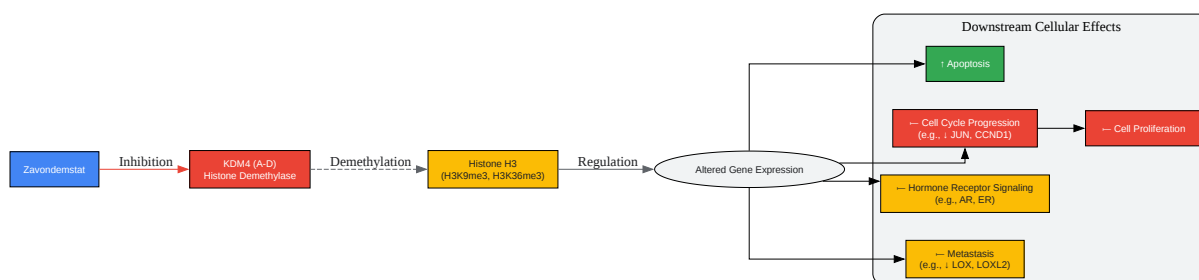 Downstream Cellular Effects
↑ Apoptosis
← Cell Cycle Progression
(e.g., ↓ JUN, CCND1)
← Cell Proliferation
Zavondemstat
Inhibition
KDM4 (A-D)
Histone Demethylase
Demethylation
Histone H3
(H3K9me3, H3K36me3)
Regulation
Altered Gene Expression
← Hormone Receptor Signaling
(e.g., AR, ER)
← Metastasis
(e.g., ↓ LOX, LOXL2)